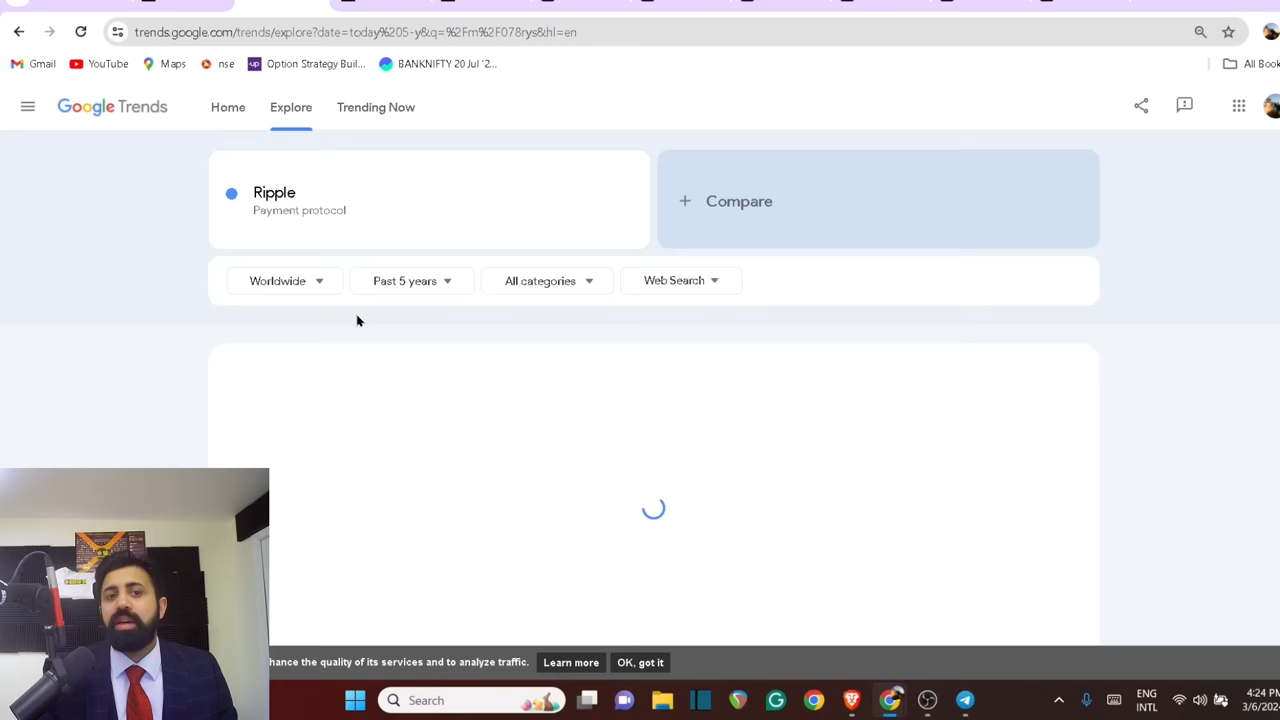 trends.google.com/trends/explore?date=today%205-y&q=%2Fm%2F078rys&hl=en
Gmail YouTube Maps nse Option Strategy Buil... BANKNIFTY 20 Jul '2... All Book
Google Trends Home Explore Trending Now
Ripple
Payment protocol
+ Compare
Worldwide Past 5 years All categories Web Search
hance the quality of its services and to analyze traffic. Learn more OK, got it
Search
ENG
INTL
4:24 PM
3/6/202